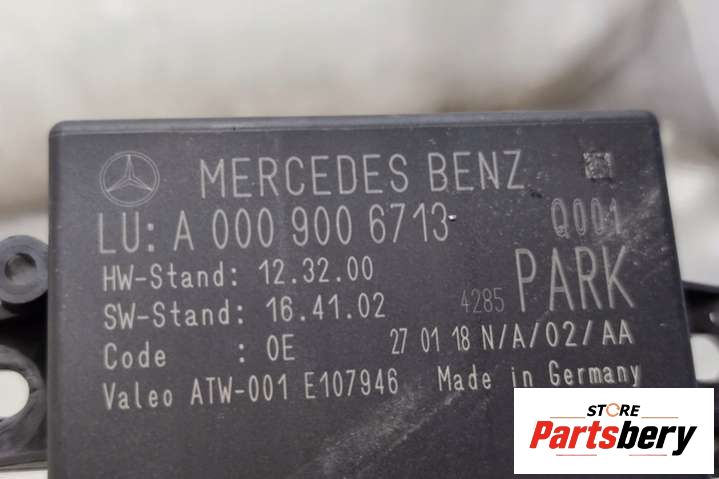 MERCEDES BENZ
LU: A 000 900 6713 Q001
HW-Stand: 12.32.00
SW-Stand: 16.41.02 4285 PARK
Code : 0E 27 01 18 N/A/02/AA
Valeo ATW-001 E107946 Made in Germany
STORE
Partsbery